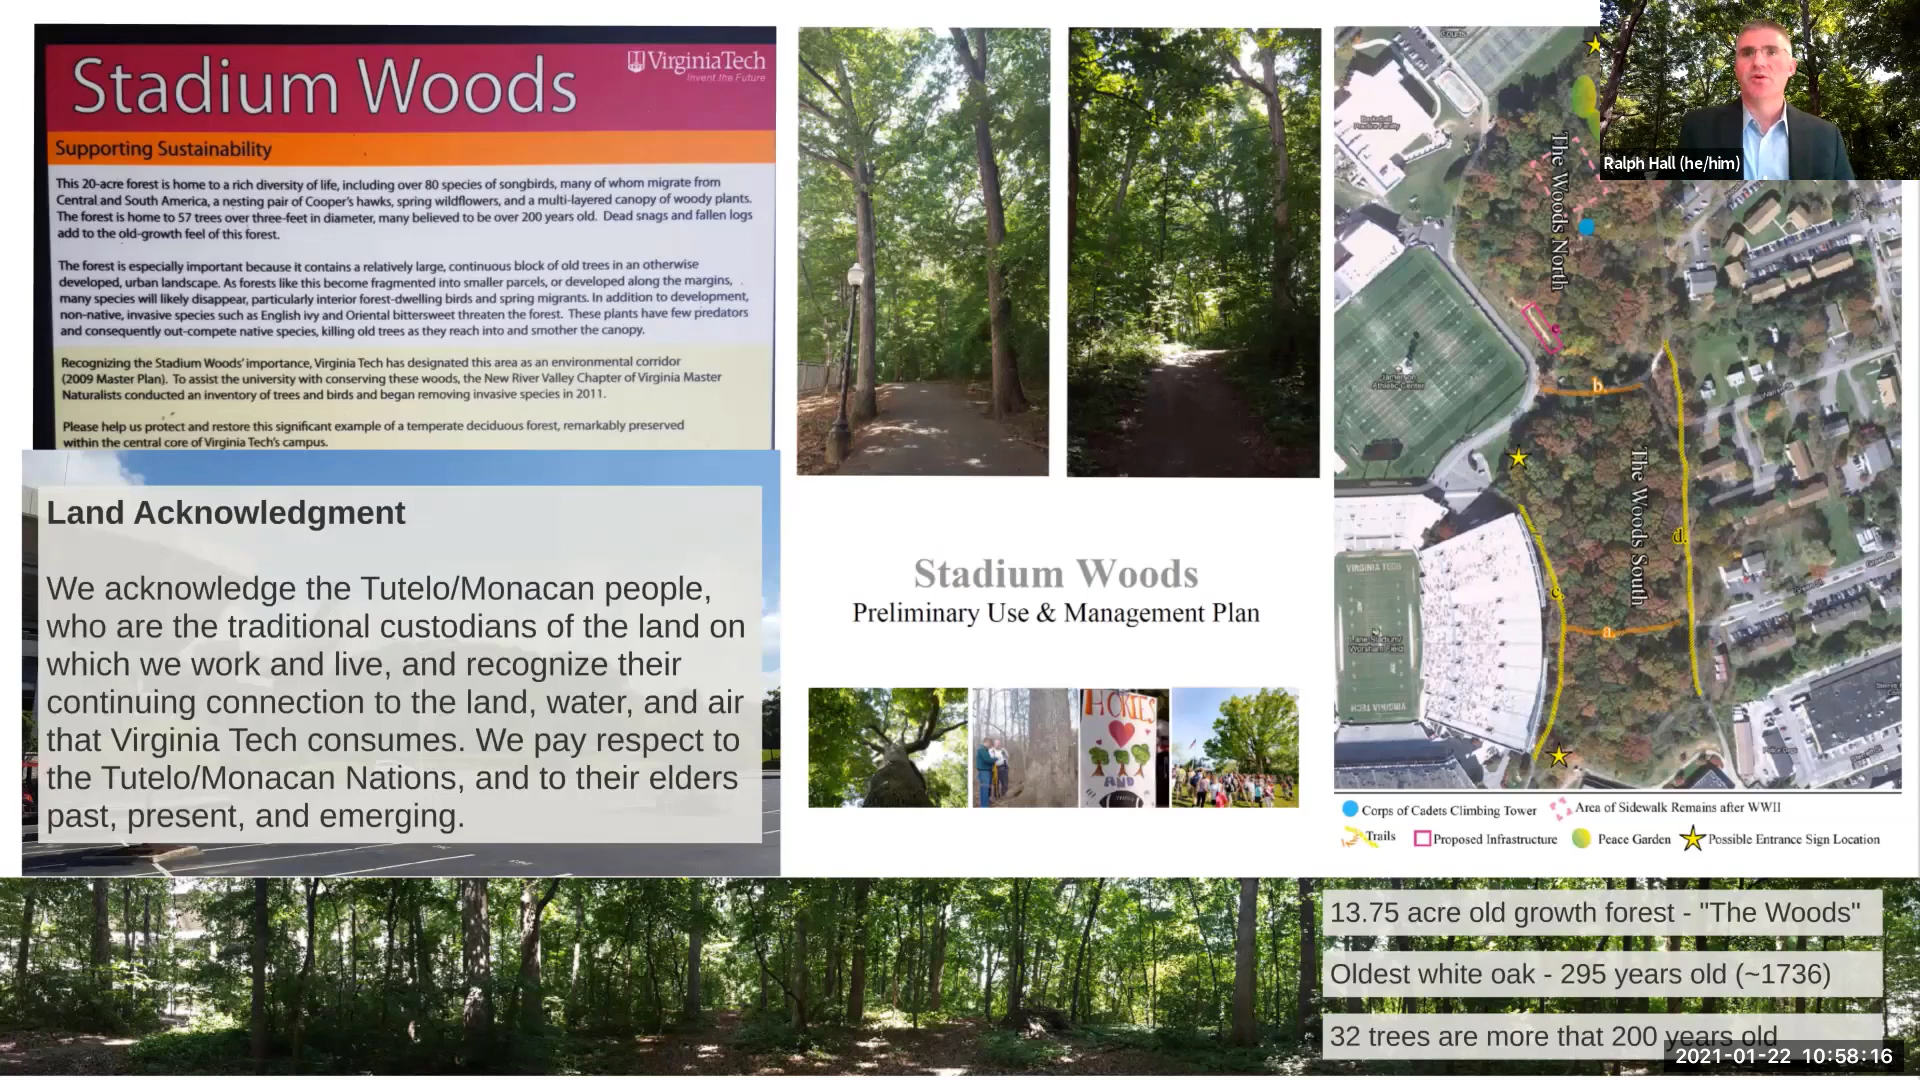 Stadium Woods
VirginiaTech
Invent the Future
Supporting Sustainability
This 20-acre forest is home to a rich diversity of life, including over 80 species of songbirds, many of whom migrate from
Central and South America, a nesting pair of Cooper's hawks, spring wildflowers, and a multi-layered canopy of woody plants.
The forest is home to 57 trees over three-feet in diameter, many believed to be over 200 years old. Dead snags and fallen logs
add to the old-growth feel of this forest.
The forest is especially important because it contains a relatively large, continuous block of old trees in an otherwise
developed, urban landscape. As forests like this become fragmented into smaller parcels, or developed along the margins,
many species will likely disappear, particularly interior forest-dwelling birds and spring migrants. In addition to development,
non-native, invasive species such as English ivy and Oriental bittersweet threaten the forest. These plants have few predators
and consequently out-compete native species, killing old trees as they reach into and smother the canopy.
Recognizing the Stadium Woods' importance, Virginia Tech has designated this area as an environmental corridor
(2009 Master Plan). To assist the university with conserving these woods, the New River Valley Chapter of Virginia Master
Naturalists conducted an inventory of trees and birds and began removing invasive species in 2011.
Please help us protect and restore this significant example of a temperate deciduous forest, remarkably preserved
within the central core of Virginia Tech's campus.
Land Acknowledgment
We acknowledge the Tutelo/Monacan people,
who are the traditional custodians of the land on
which we work and live, and recognize their
continuing connection to the land, water, and air
that Virginia Tech consumes. We pay respect to
the Tutelo/Monacan Nations, and to their elders
past, present, and emerging.
Stadium Woods
Preliminary Use & Management Plan
HOKIES
AND
Ralph Hall (he/him)
Basketball
Practice Facility
The Woods North
e.
b.
Athletic Center
The Woods South
d.
c.
a.
VIRGINIA TECH
Lane Stadium/
Worsham Field
VIRGINIA TECH
Corps of Cadets Climbing Tower
Area of Sidewalk Remains after WWII
Trails
Proposed Infrastructure
Peace Garden
Possible Entrance Sign Location
13.75 acre old growth forest - "The Woods"
Oldest white oak - 295 years old (~1736)
32 trees are more that 200 years old
2021-01-22 10:58:16